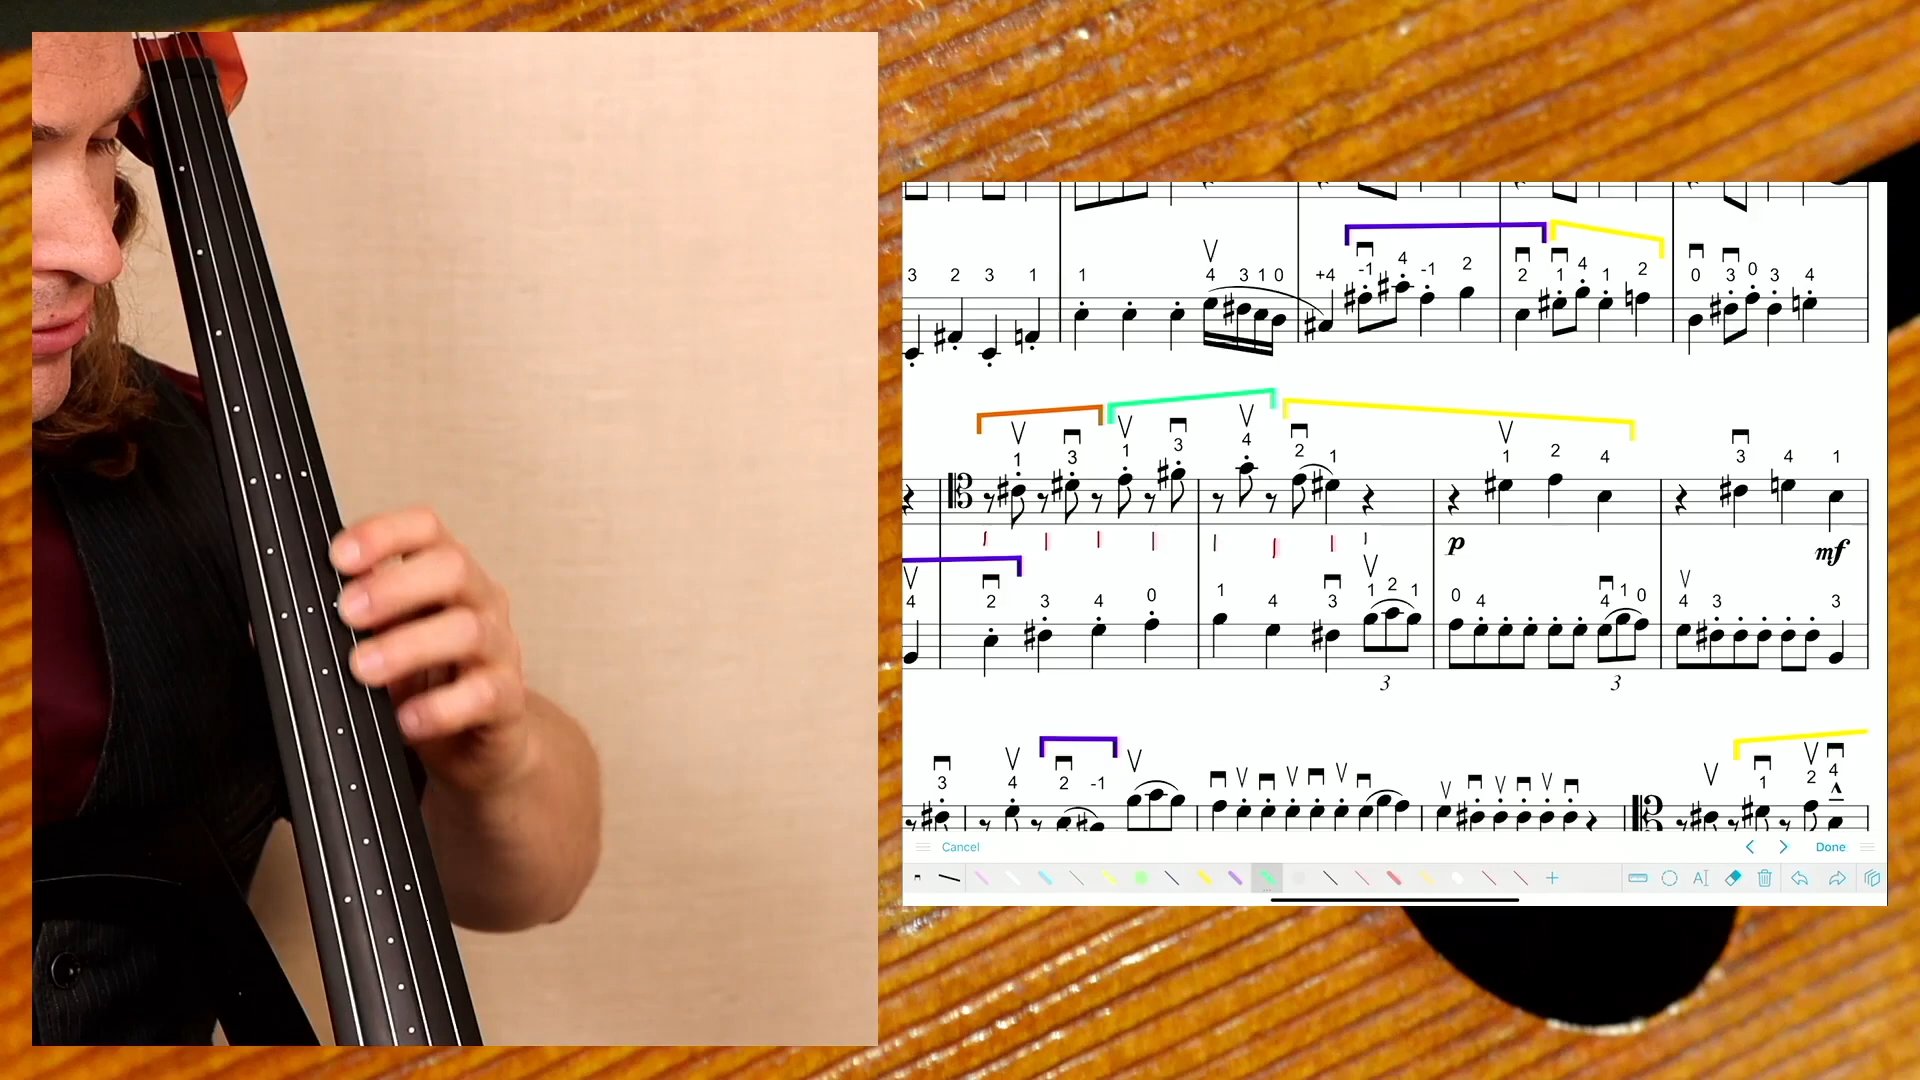 3 2 3 1 1 4 3 1 0 +4 -1 4 -1 2 2 1 4 1 2 0 3 0 3 4
1 3 1 3 4 2 1 1 2 4 3 4 1
p mf
4 2 3 4 0 1 4 3 1 2 1 0 4 4 1 0 4 3 3
3 3
3 4 2 -1 1 2 4
Cancel Done
A